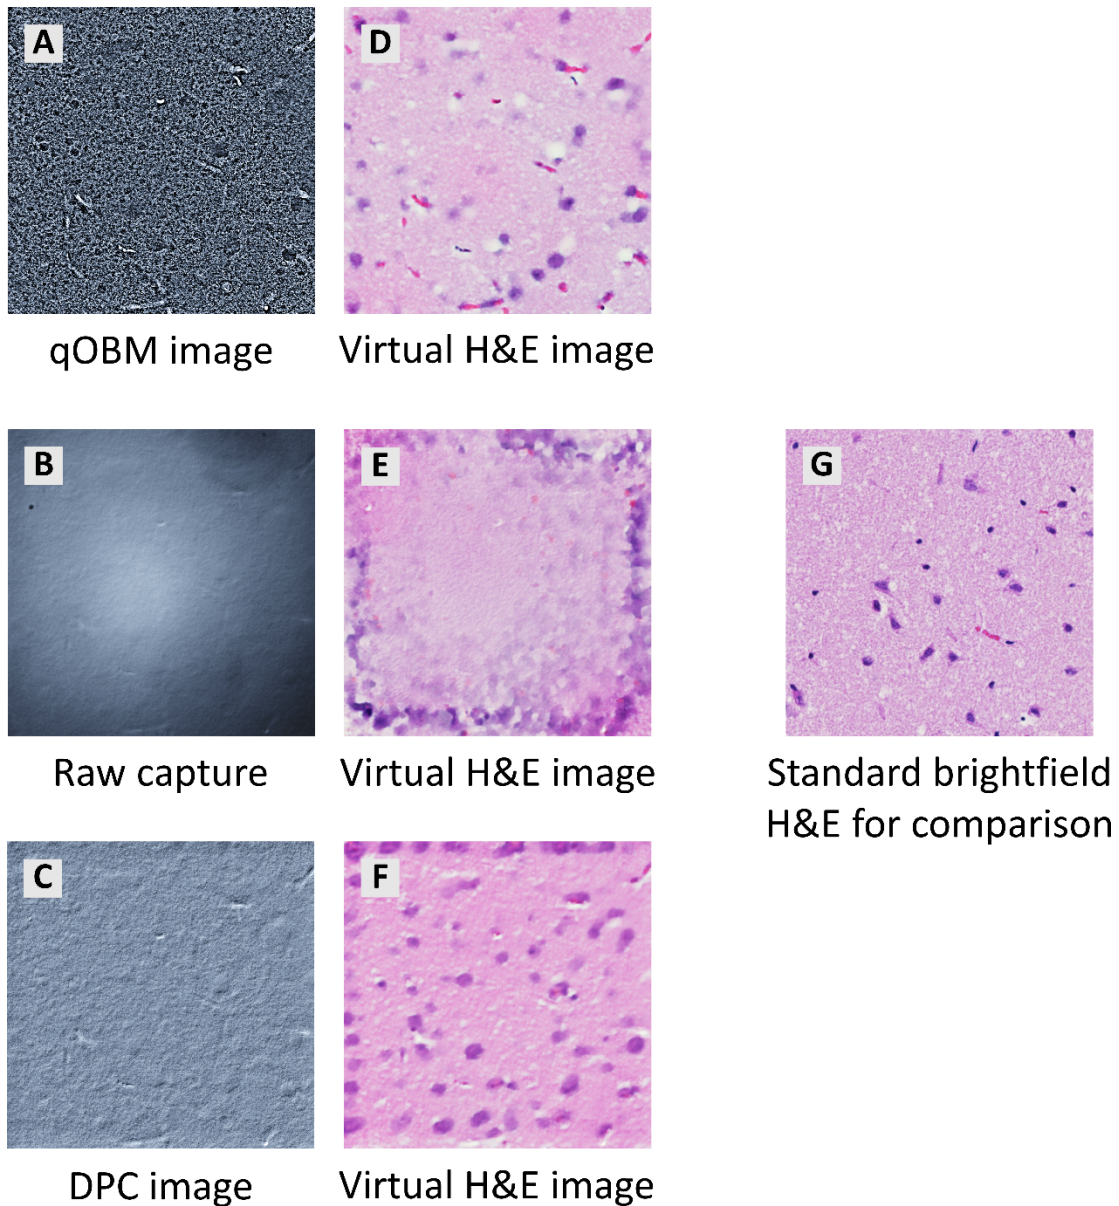 A
D
qOBM image
Virtual H&E image
B
E
G
Raw capture
Virtual H&E image
Standard brightfield
H&E for comparison
C
F
DPC image
Virtual H&E image